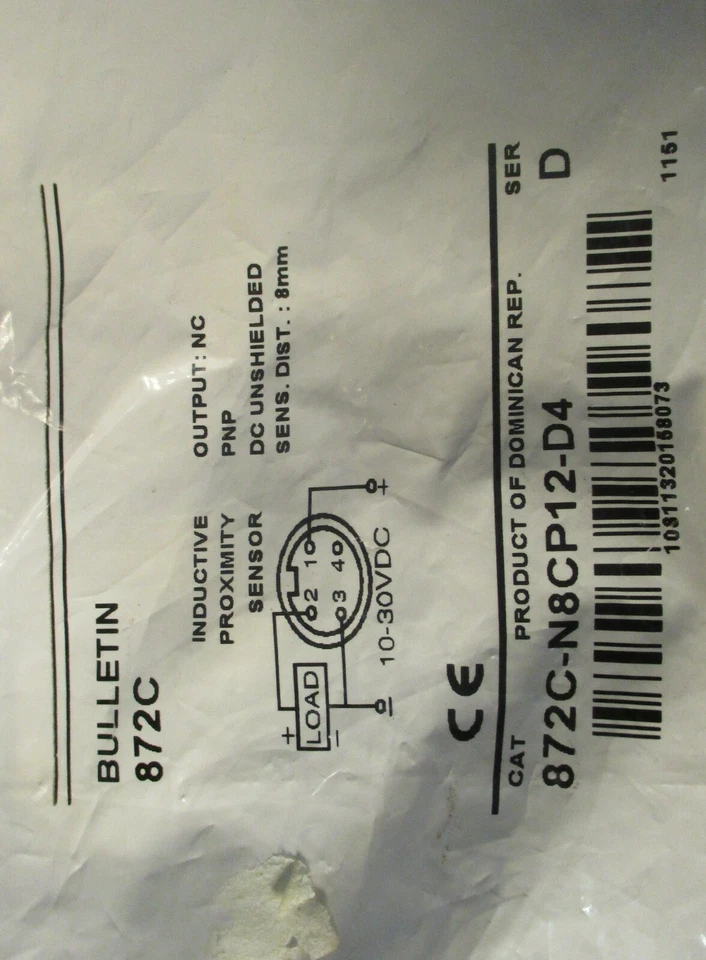 BULLETIN
872C
INDUCTIVE
PROXIMITY
SENSOR
OUTPUT: NC
PNP
DC UNSHIELDED
SENS. DIST. : 8mm
2 1
3 4
+
LOAD
–
– +
10-30VDC
CE
CAT
PRODUCT OF DOMINICAN REP.
SER
872C-N8CP12-D4
D
10811320158073
1151